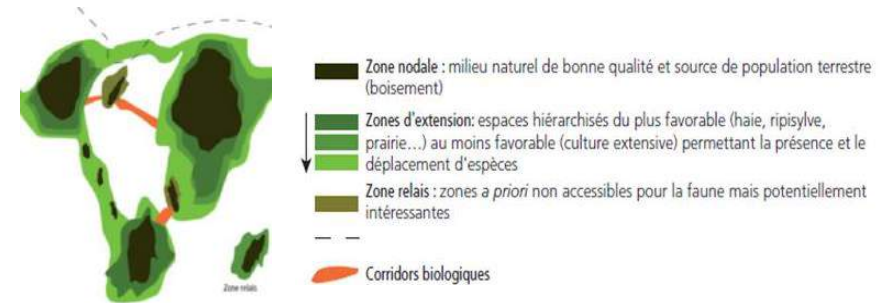 Zone nodale : milieu naturel de bonne qualité et source de population terrestre
(boisement)
Zones d'extension: espaces hiérarchisés du plus favorable (haie, ripisylve,
prairie...) au moins favorable (culture extensive) permettant la présence et le
déplacement d'espèces
Zone relais : zones a priori non accessibles pour la faune mais potentiellement
intéressantes
Corridors biologiques
Zone relais